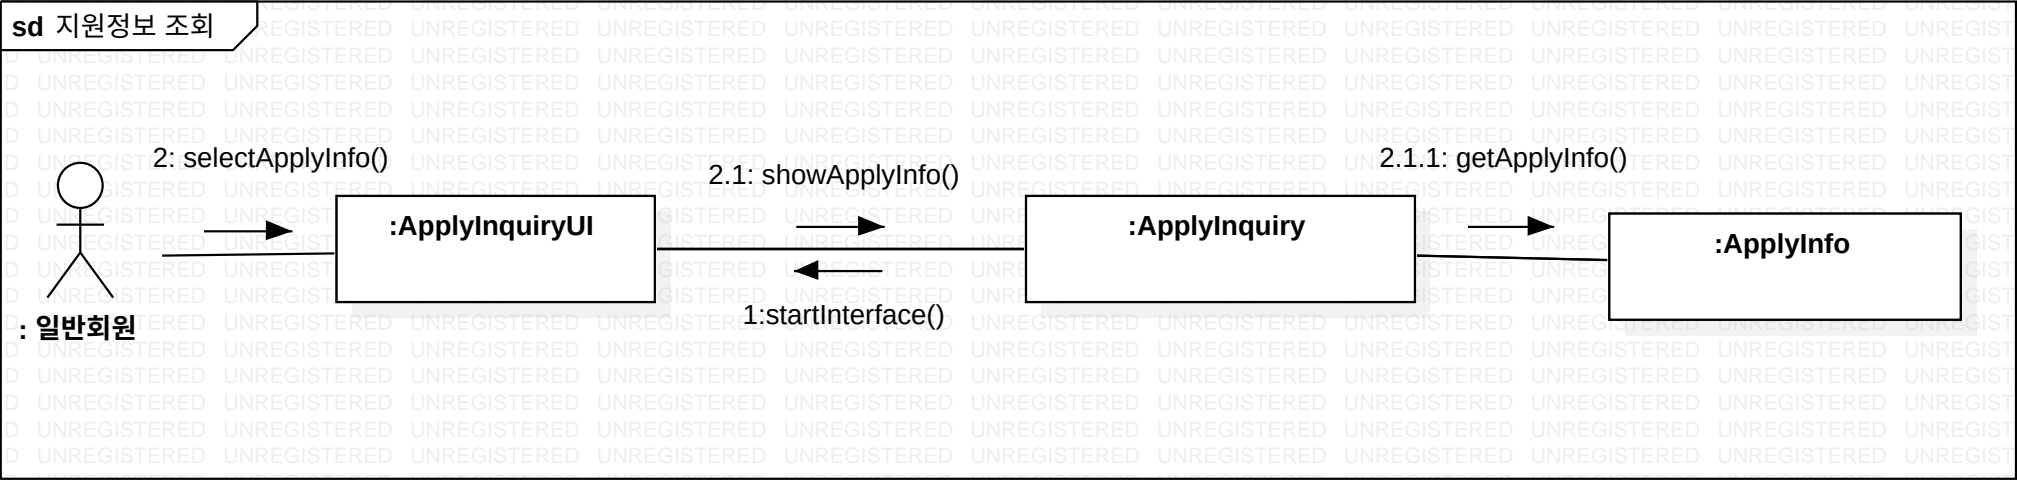 sd 지원정보 조회
2: selectApplyInfo()
2.1: showApplyInfo()
2.1.1: getApplyInfo()
:ApplyInquiryUI
:ApplyInquiry
:ApplyInfo
1:startInterface()
: 일반회원
UNREGISTERED